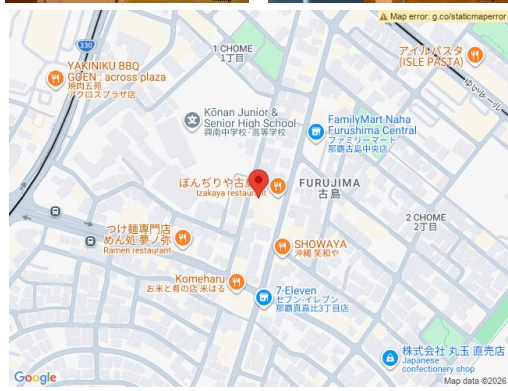 Map error: g.co/staticmaperror
330
1 CHOME
1丁目
アイルパスタ
(ISLE PASTA)
YAKINIKU BBQ
GOEN ; across plaza
焼肉五苑
アクロスプラザ店
ゆいレール
Kōnan Junior &
Senior High School
興南中学校・高等学校
FamilyMart Naha
Furushima Central
ファミリーマート
那覇古島中央店
ぼんぢりや古島
Izakaya restaurant
FURUJIMA
古島
2 CHOME
2丁目
つけ麺専門店
めん処 夢ノ弥
Ramen restaurant
SHOWAYA
沖縄 笑和や
Komeharu
お米と肴の店 米はる
7-Eleven
セブン-イレブン
那覇真嘉比3丁目店
株式会社 丸玉 直売店
Japanese
confectionery shop
Google
Map data ©2026